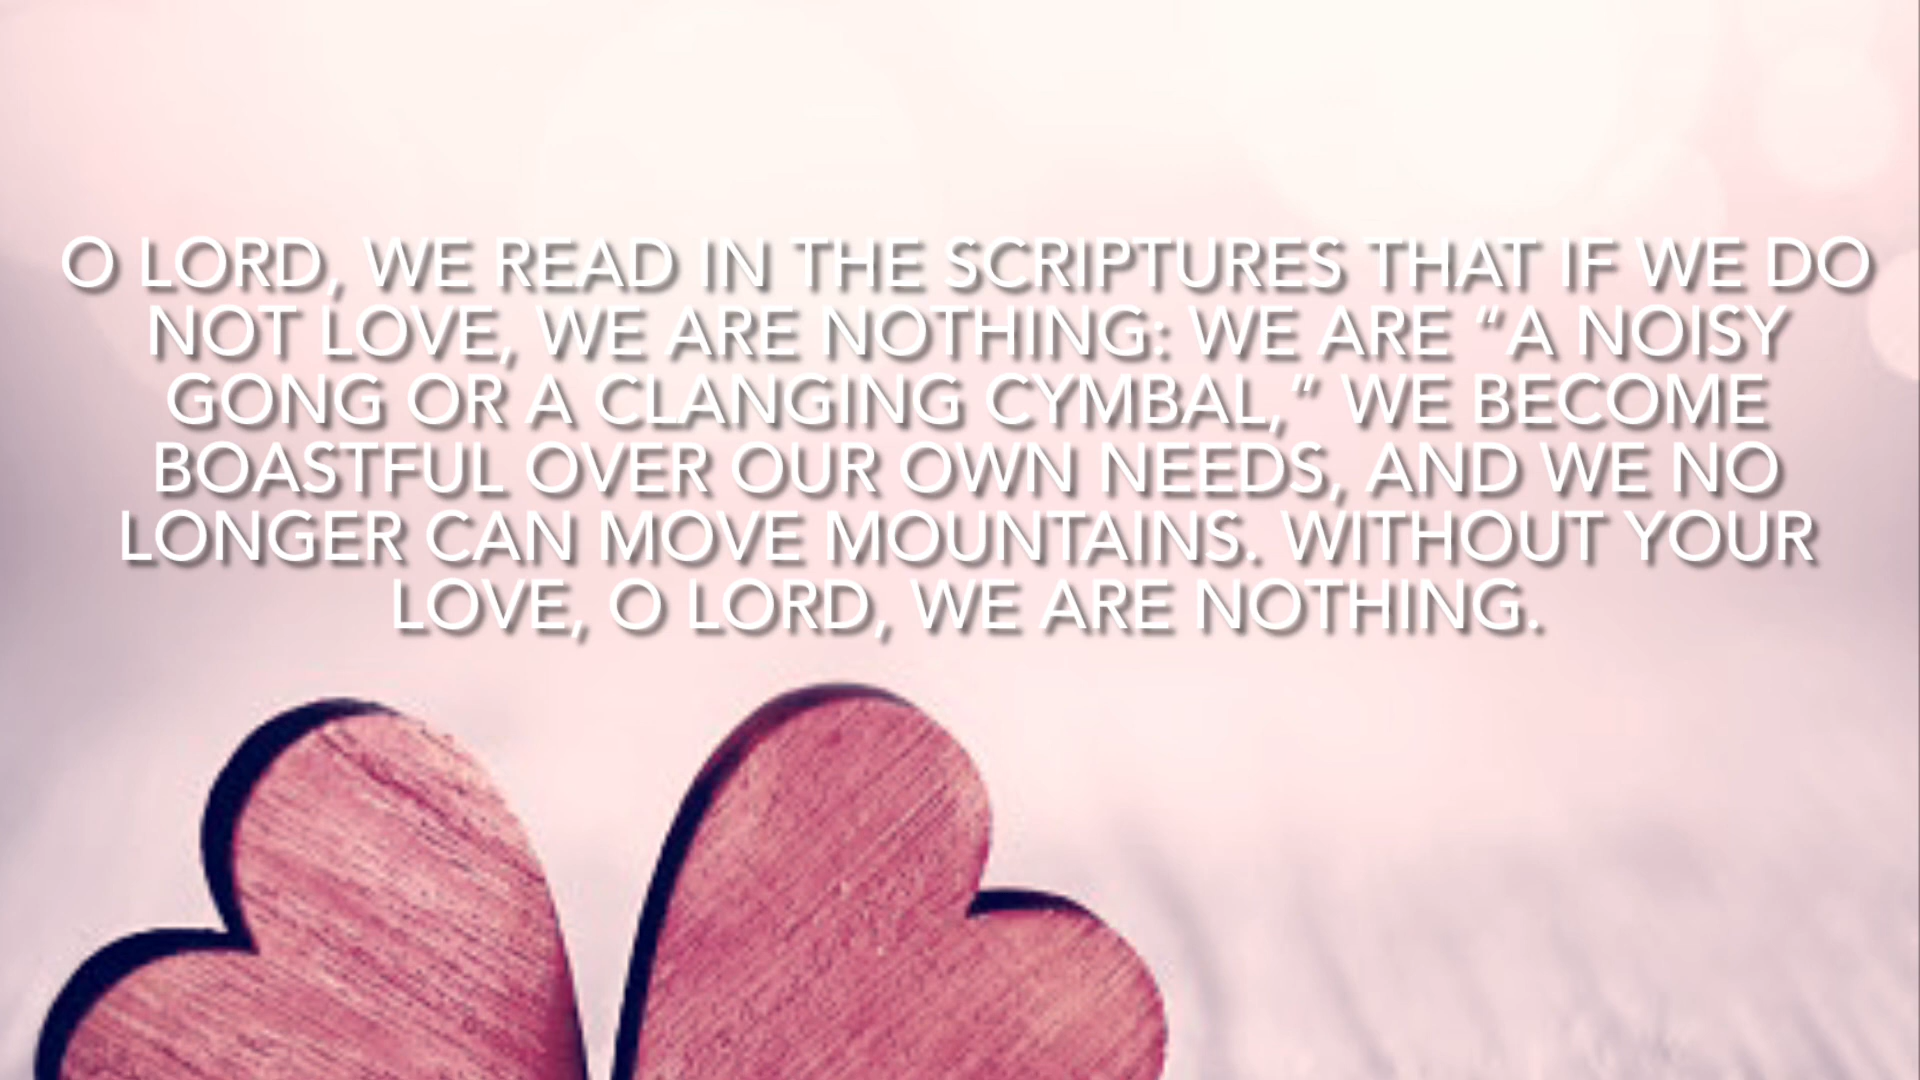 O LORD, WE READ IN THE SCRIPTURES THAT IF WE DO
NOT LOVE, WE ARE NOTHING: WE ARE “A NOISY
GONG OR A CLANGING CYMBAL,” WE BECOME
BOASTFUL OVER OUR OWN NEEDS, AND WE NO
LONGER CAN MOVE MOUNTAINS. WITHOUT YOUR
LOVE, O LORD, WE ARE NOTHING.